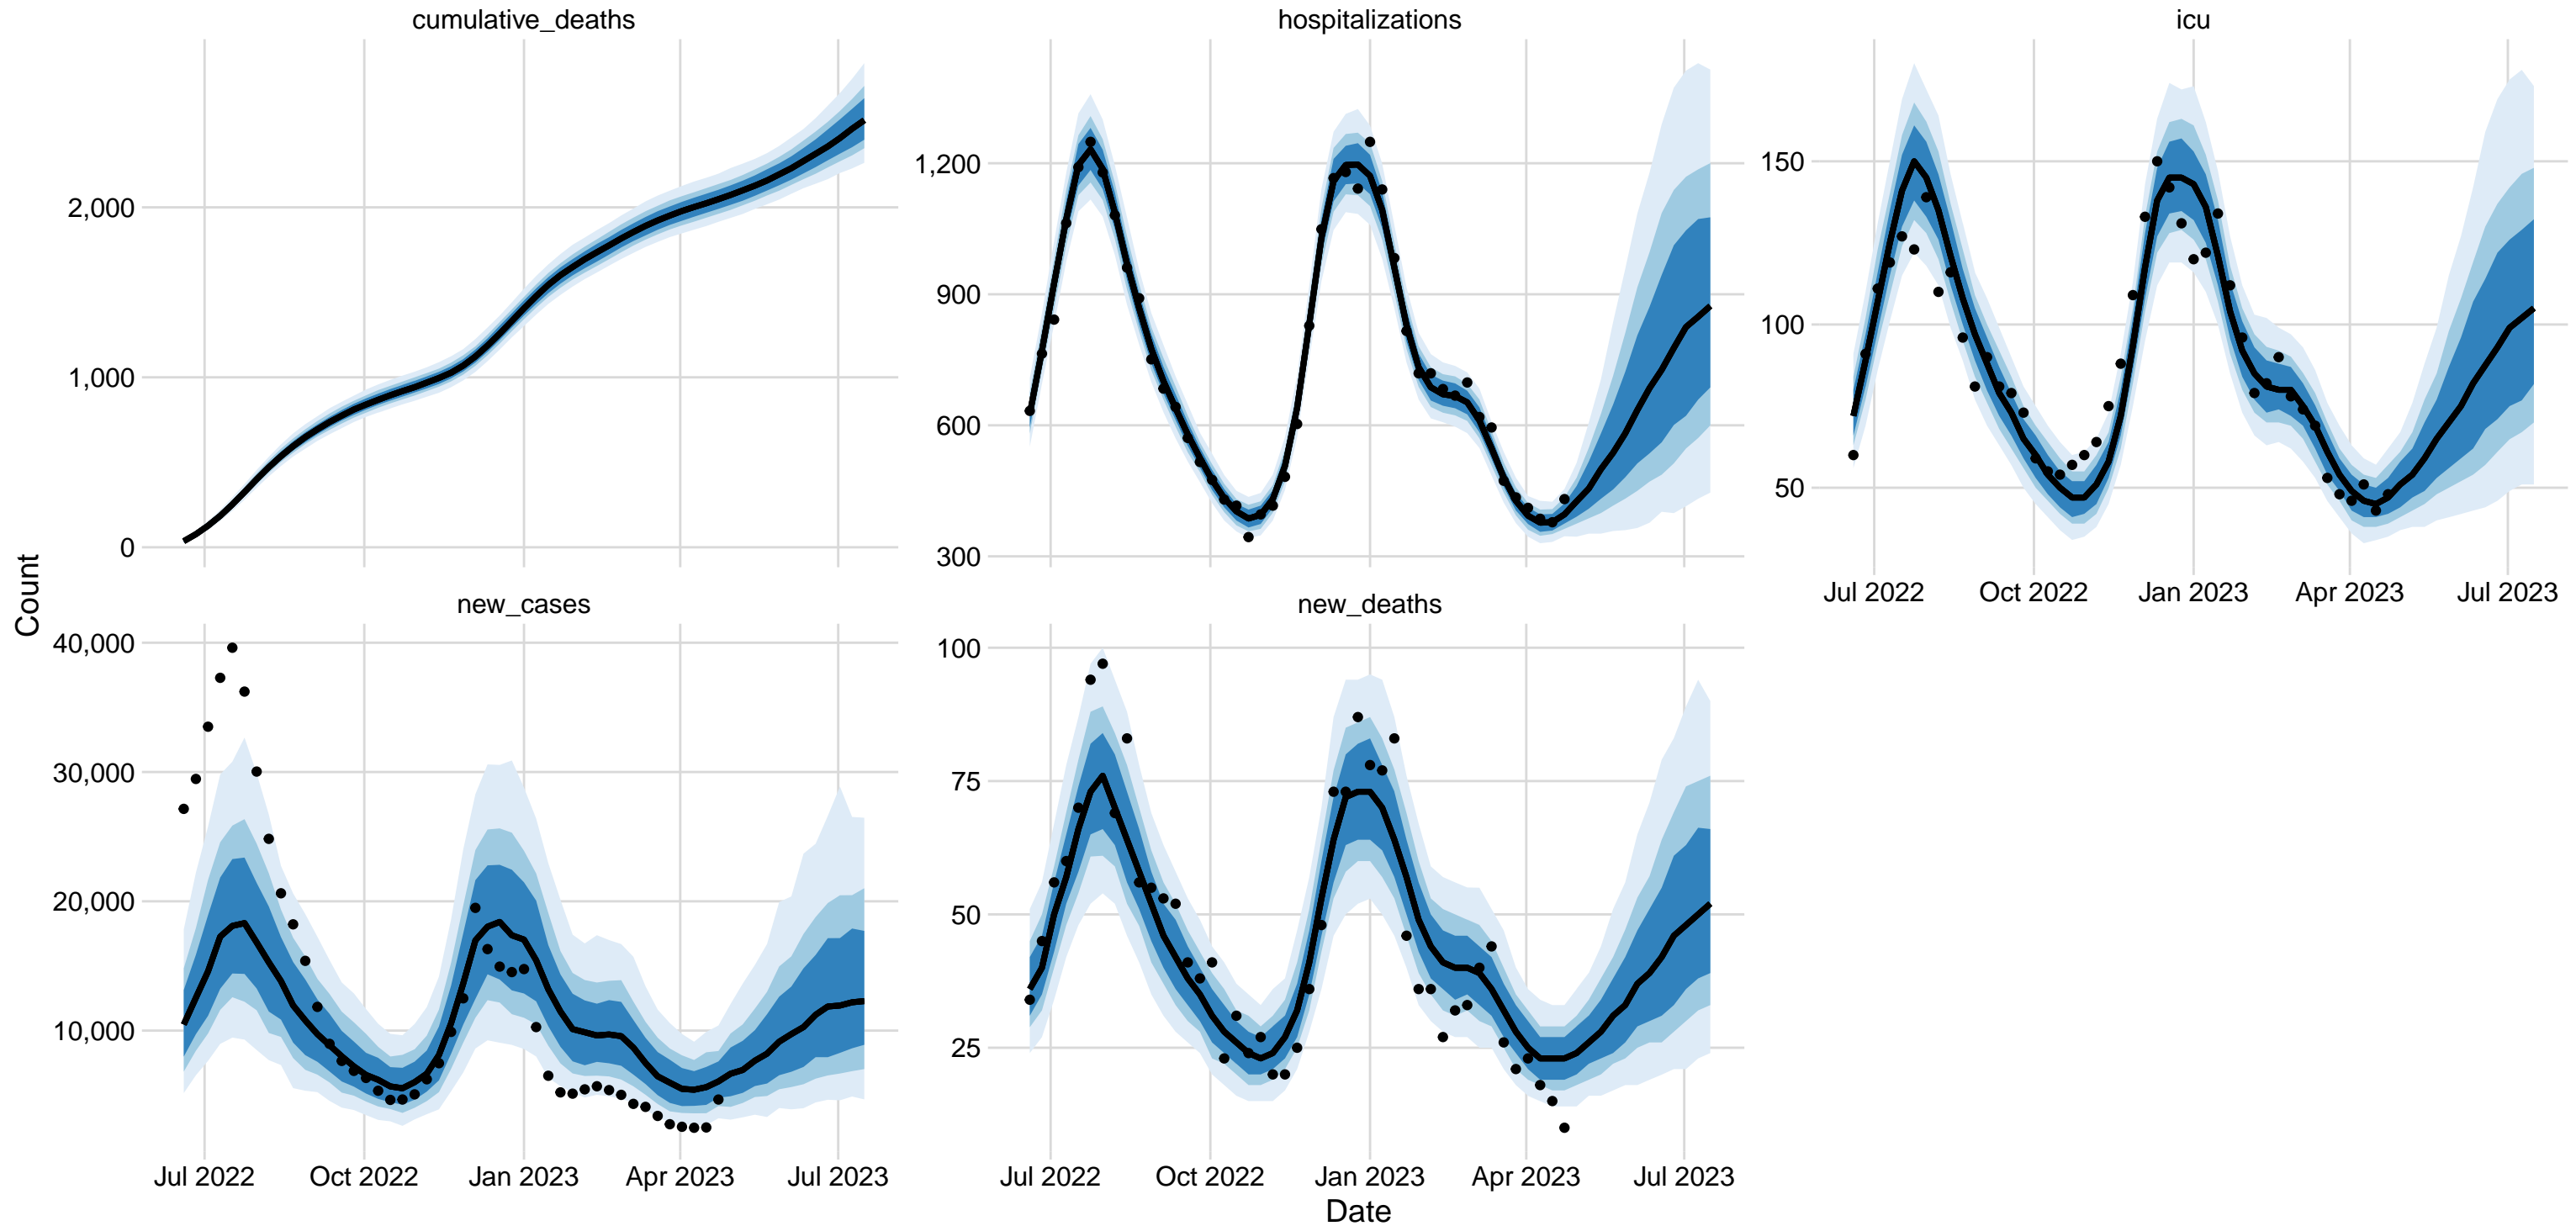 cumulative_deaths
hospitalizations
icu
2,000
1,000
0
1,200
900
600
300
150
100
50
Jul 2022
Oct 2022
Jan 2023
Apr 2023
Jul 2023
Count
new_cases
new_deaths
40,000
30,000
20,000
10,000
100
75
50
25
Jul 2022
Oct 2022
Jan 2023
Apr 2023
Jul 2023
Jul 2022
Oct 2022
Jan 2023
Apr 2023
Jul 2023
Date